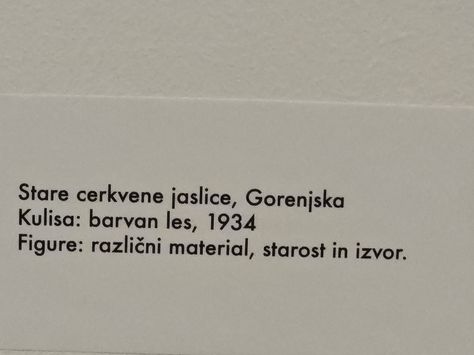 Stare cerkvene jaslice, Gorenjska
Kulisa: barvan les, 1934
Figure: različni material, starost in izvor.